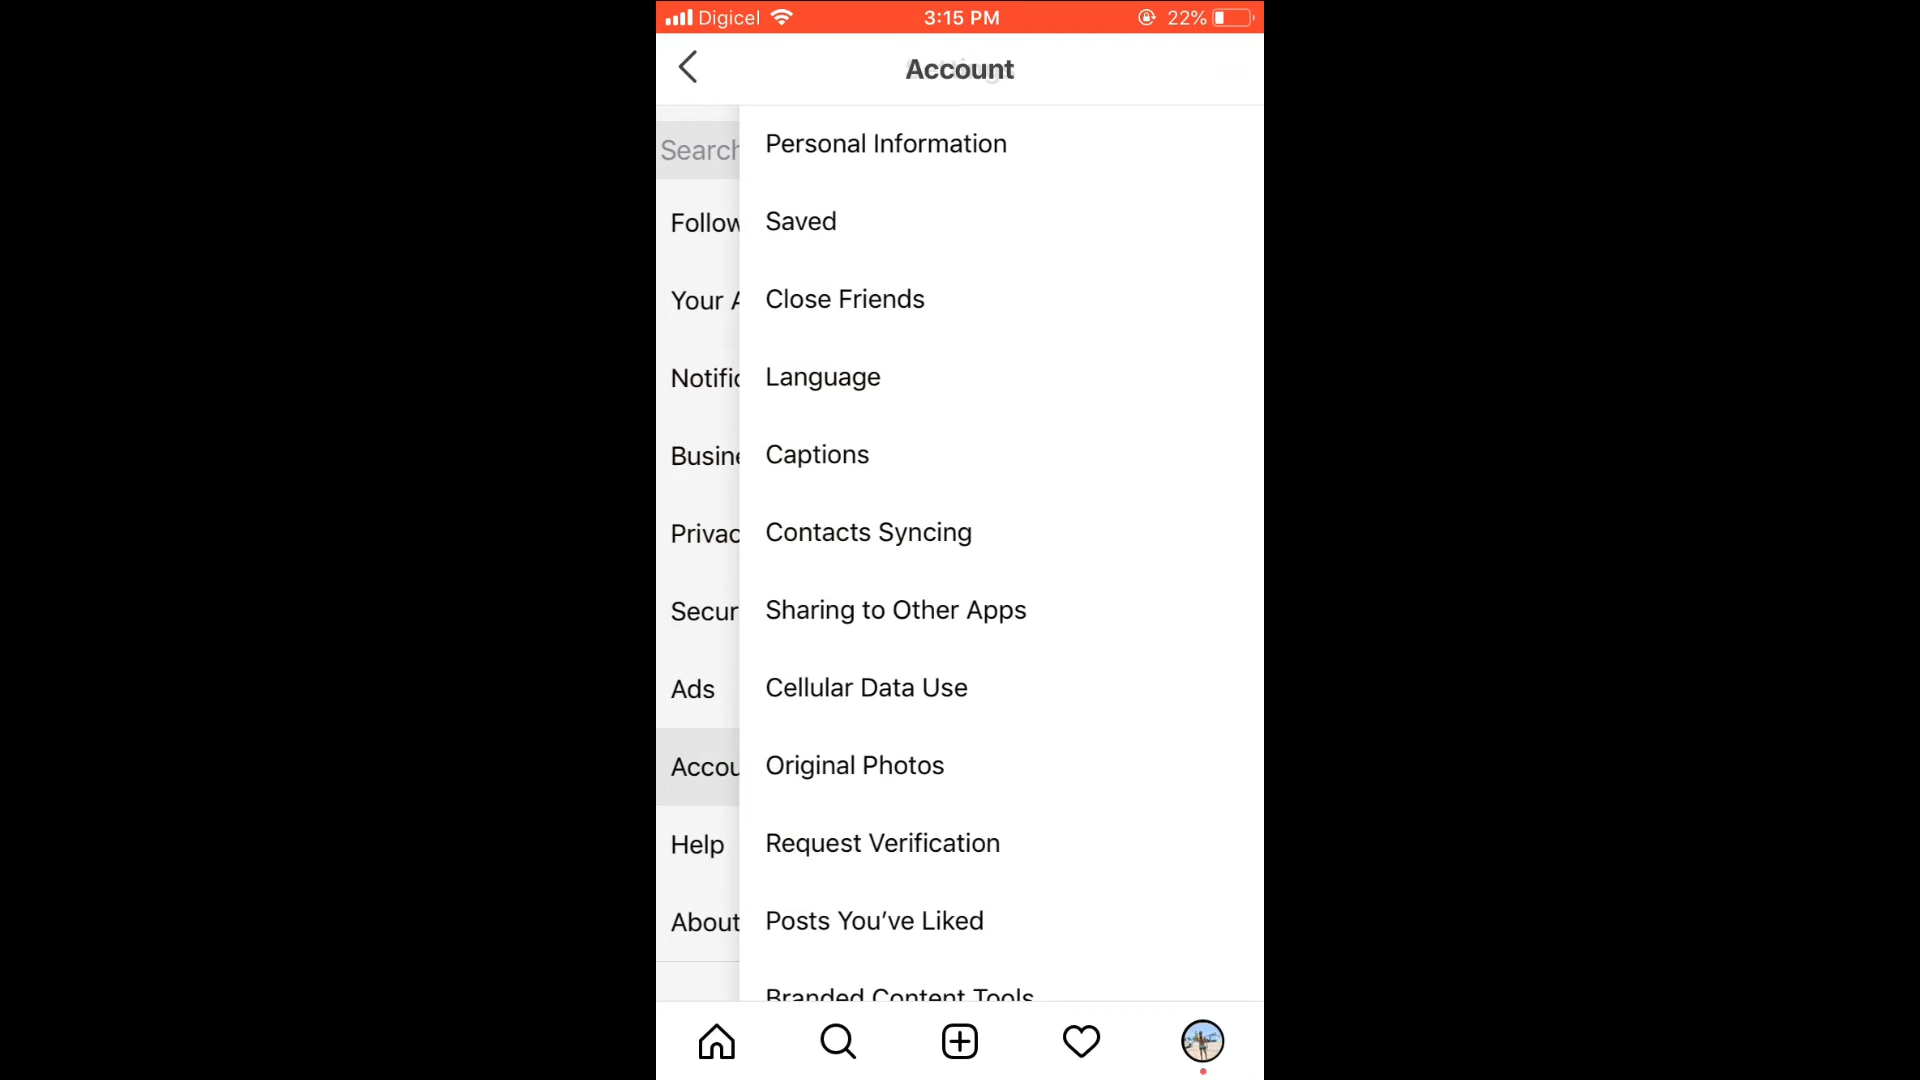 Digicel 3:15 PM 22%
Account
Search
Personal Information
Follow
Saved
Your A
Close Friends
Notific
Language
Busine
Captions
Privac
Contacts Syncing
Secur
Sharing to Other Apps
Ads
Cellular Data Use
Accou
Original Photos
Help
Request Verification
About
Posts You’ve Liked
Branded Content Tools